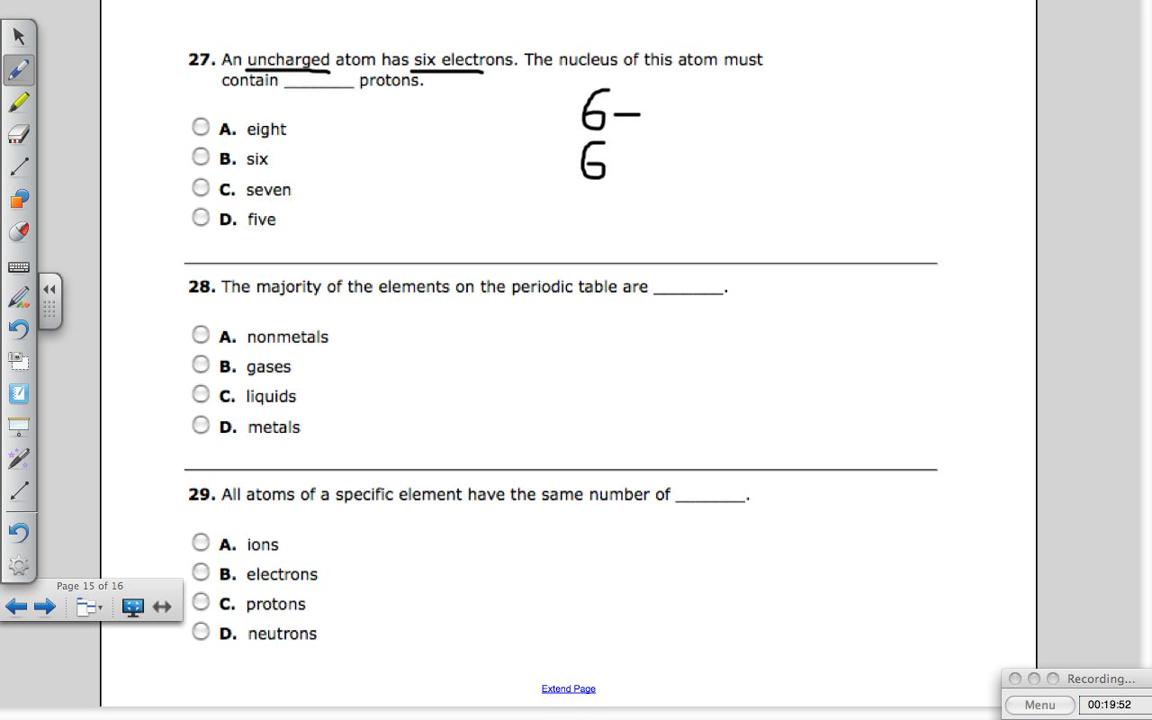 27. An uncharged atom has six electrons. The nucleus of this atom must
contain _______ protons.
6-
6
A. eight
B. six
C. seven
D. five
28. The majority of the elements on the periodic table are _______.
A. nonmetals
B. gases
C. liquids
D. metals
29. All atoms of a specific element have the same number of _______.
A. ions
B. electrons
C. protons
D. neutrons
Page 15 of 16
Extend Page
Recording...
Menu
00:19:52